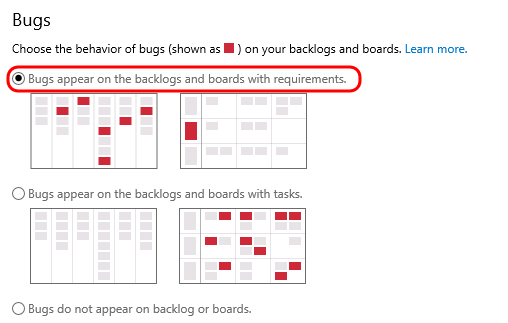 Bugs
Choose the behavior of bugs (shown as ) on your backlogs and boards. Learn more.
Bugs appear on the backlogs and boards with requirements.
Bugs appear on the backlogs and boards with tasks.
Bugs do not appear on backlog or boards.